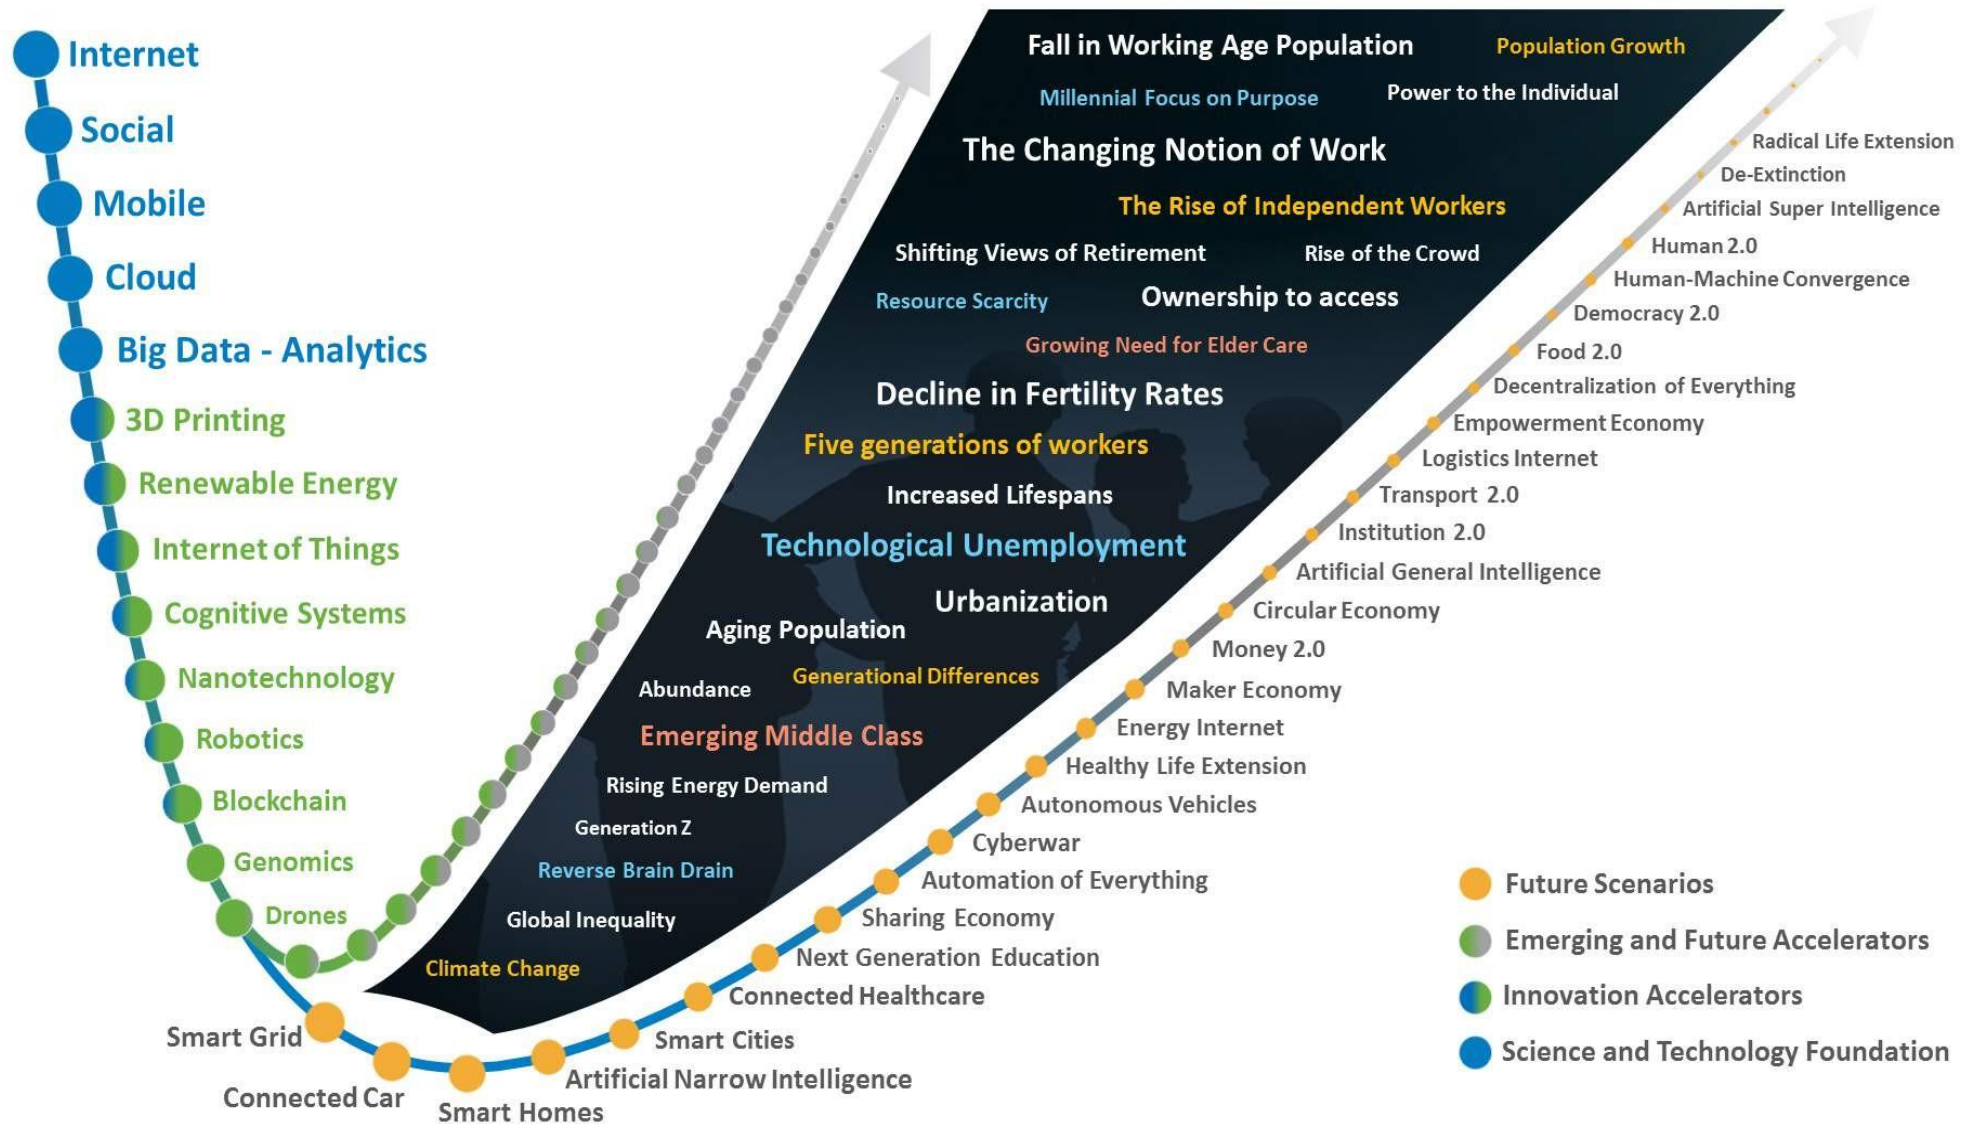 Internet
Social
Mobile
Cloud
Big Data - Analytics
3D Printing
Renewable Energy
Internet of Things
Cognitive Systems
Nanotechnology
Robotics
Blockchain
Genomics
Drones
Fall in Working Age Population
Population Growth
Millennial Focus on Purpose
Power to the Individual
The Changing Notion of Work
The Rise of Independent Workers
Shifting Views of Retirement
Rise of the Crowd
Resource Scarcity
Ownership to access
Growing Need for Elder Care
Decline in Fertility Rates
Five generations of workers
Increased Lifespans
Technological Unemployment
Urbanization
Aging Population
Generational Differences
Abundance
Emerging Middle Class
Rising Energy Demand
Generation Z
Reverse Brain Drain
Global Inequality
Climate Change
Radical Life Extension
De-Extinction
Artificial Super Intelligence
Human 2.0
Human-Machine Convergence
Democracy 2.0
Food 2.0
Decentralization of Everything
Empowerment Economy
Logistics Internet
Transport 2.0
Institution 2.0
Artificial General Intelligence
Circular Economy
Money 2.0
Maker Economy
Energy Internet
Healthy Life Extension
Autonomous Vehicles
Cyberwar
Automation of Everything
Sharing Economy
Next Generation Education
Connected Healthcare
Smart Cities
Artificial Narrow Intelligence
Smart Homes
Connected Car
Smart Grid
Future Scenarios
Emerging and Future Accelerators
Innovation Accelerators
Science and Technology Foundation